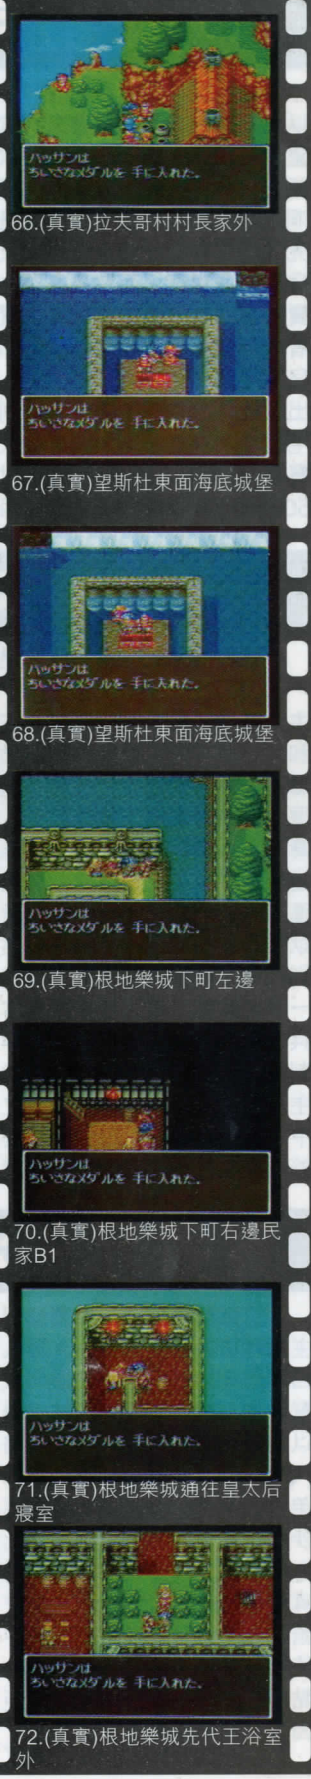 ハッサンは
ちいさなメダルを 手に入れた。
66.(真實)拉夫哥村村長家外
ハッサンは
ちいさなメダルを 手に入れた。
67.(真實)望斯杜東面海底城堡
ハッサンは
ちいさなメダルを 手に入れた。
68.(真實)望斯杜東面海底城堡
ハッサンは
ちいさなメダルを 手に入れた。
69.(真實)根地樂城下町左邊
ハッサンは
ちいさなメダルを 手に入れた。
70.(真實)根地樂城下町右邊民
家B1
ハッサンは
ちいさなメダルを 手に入れた。
71.(真實)根地樂城通往皇太后
寢室
ハッサンは
ちいさなメダルを 手に入れた。
72.(真實)根地樂城先代王浴室
外